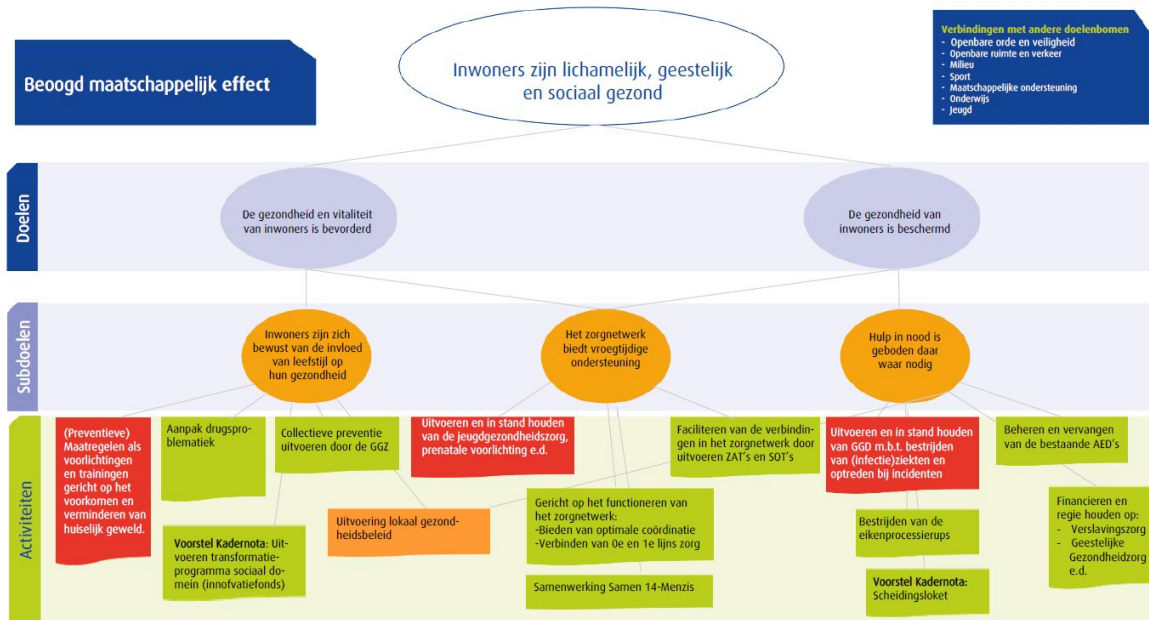 Beoogd maatschappelijk effect
Inwoners zijn lichamelijk, geestelijk
en sociaal gezond
Verbindingen met andere doelenbomen
- Openbare orde en veiligheid
- Openbare ruimte en verkeer
- Milieu
- Sport
- Maatschappelijke ondersteuning
- Onderwijs
- Jeugd
Doelen
De gezondheid en vitaliteit
van inwoners is bevorderd
De gezondheid van
inwoners is beschermd
Subdoelen
Inwoners zijn zich
bewust van de invloed
van leefstijl op
hun gezondheid
Het zorgnetwerk
biedt vroegtijdige
ondersteuning
Hulp in nood is
geboden daar
waar nodig
Activiteiten
(Preventieve)
Maatregelen als
voorlichtingen
en trainingen
gericht op het
voorkomen en
verminderen van
huiselijk geweld.
Aanpak drugspro-
blematiek
Collectieve preventie
uitvoeren door de GGZ
Uitvoeren en in stand houden
van de jeugdgezondheidszorg,
prenatale voorlichting e.d.
Faciliteren van de verbindin-
gen in het zorgnetwerk door
uitvoeren ZAT's en SOT's
Uitvoeren en in stand houden
van GGD m.b.t. bestrijden
van (infectie)ziekten en
optreden bij incidenten
Beheren en vervangen
van de bestaande AED's
Voorstel Kadernota: Uit-
voeren transformatie-
programma sociaal do-
mein (innofvatiefonds)
Uitvoering lokaal gezond-
heidsbeleid
Gericht op het functioneren van
het zorgnetwerk:
-Bieden van optimale coördinatie
-Verbinden van 0e en 1e lijns zorg
Samenwerking Samen 14-Menzis
Bestrijden van de
eikenprocessierups
Voorstel Kadernota:
Scheidingsloket
Financieren en
regie houden op:
- Verslavingszorg
- Geestelijke
Gezondheidzorg
e.d.